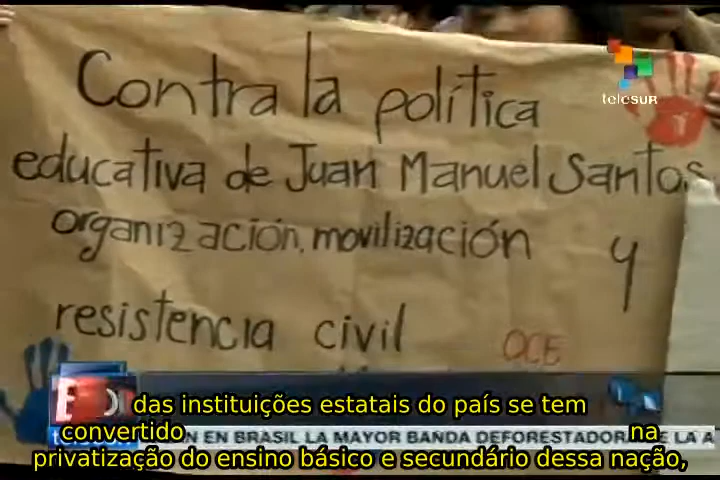 Contra la política
teleSUR
educativa de Juan Manuel Santos
organización, movilización y
resistencia civil
OCE
das instituições estatais do país se tem
convertido na
EN BRASIL LA MAYOR BANDA DEFORESTADORA DE LA A
privatização do ensino básico e secundário dessa nação,